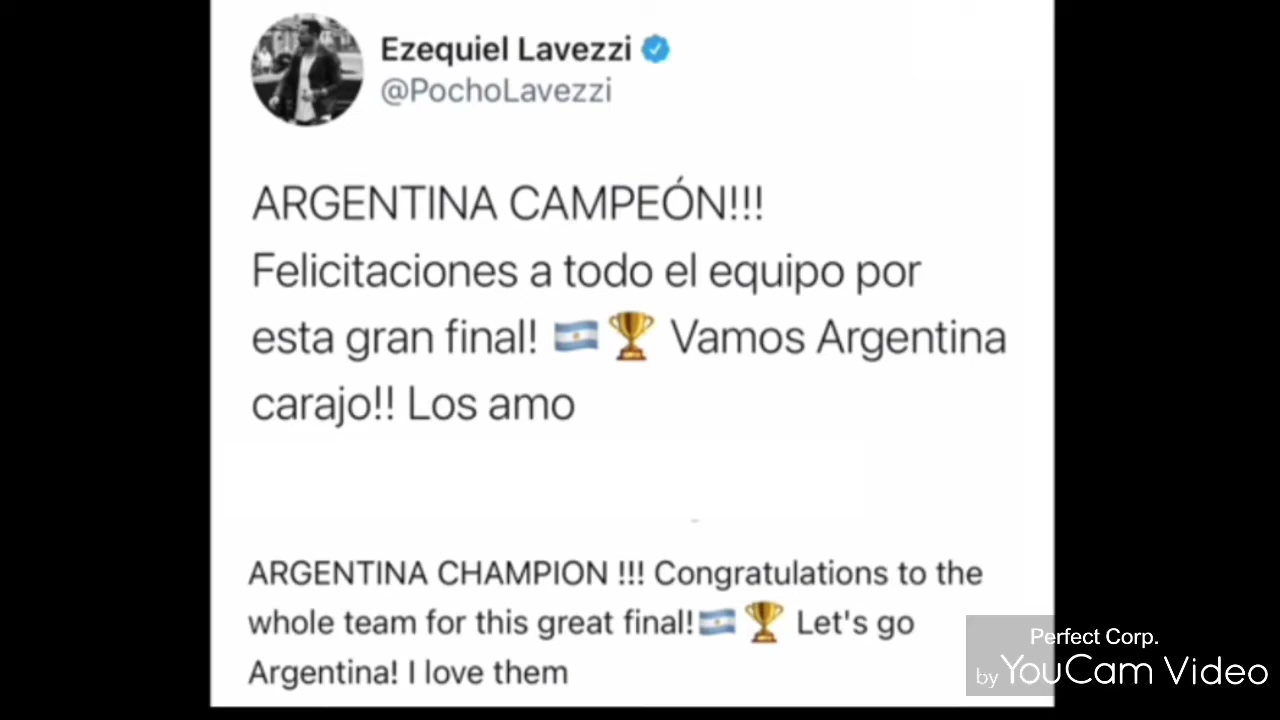 Ezequiel Lavezzi
@PochoLavezzi
ARGENTINA CAMPEÓN!!!
Felicitaciones a todo el equipo por
esta gran final! 🇦🇷🏆 Vamos Argentina
carajo!! Los amo
ARGENTINA CHAMPION !!! Congratulations to the
whole team for this great final!🇦🇷🏆 Let's go
Argentina! I love them
Perfect Corp.
by YouCam Video